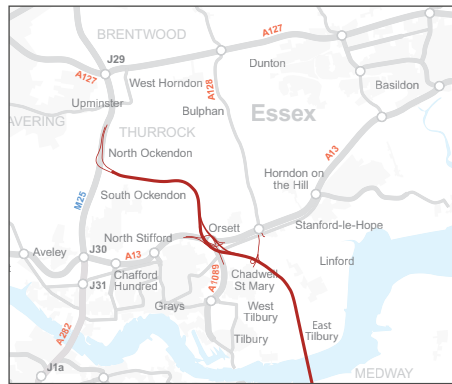 BRENTWOOD
A127
J29
Dunton
A127
West Horndon
A128
Basildon
Upminster
Bulphan
Essex
AVERING
THURROCK
A13
North Ockendon
Horndon on
the Hill
M25
South Ockendon
Orsett
Stanford-le-Hope
North Stifford
Aveley
J30
A13
Linford
Chafford
Hundred
A1089
Chadwell
St Mary
J31
Grays
West
Tilbury
A282
East
Tilbury
Tilbury
J1a
MEDWAY